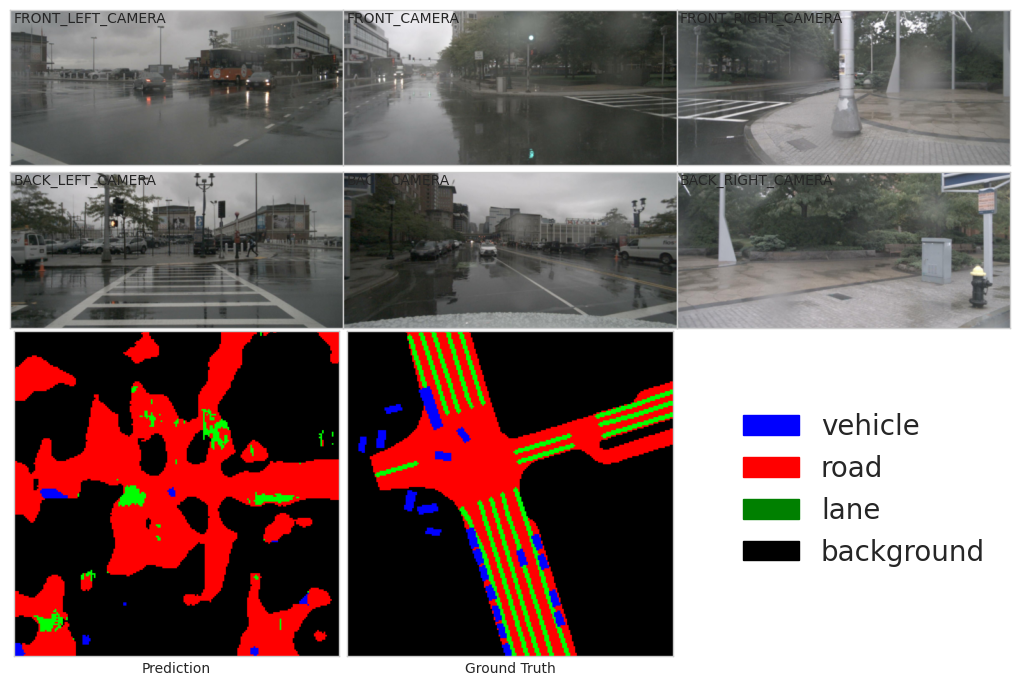 FRONT_LEFT_CAMERA
FRONT_CAMERA
FRONT_RIGHT_CAMERA
BACK_LEFT_CAMERA
CAMERA
BACK_RIGHT_CAMERA
vehicle
road
lane
background
Prediction
Ground Truth